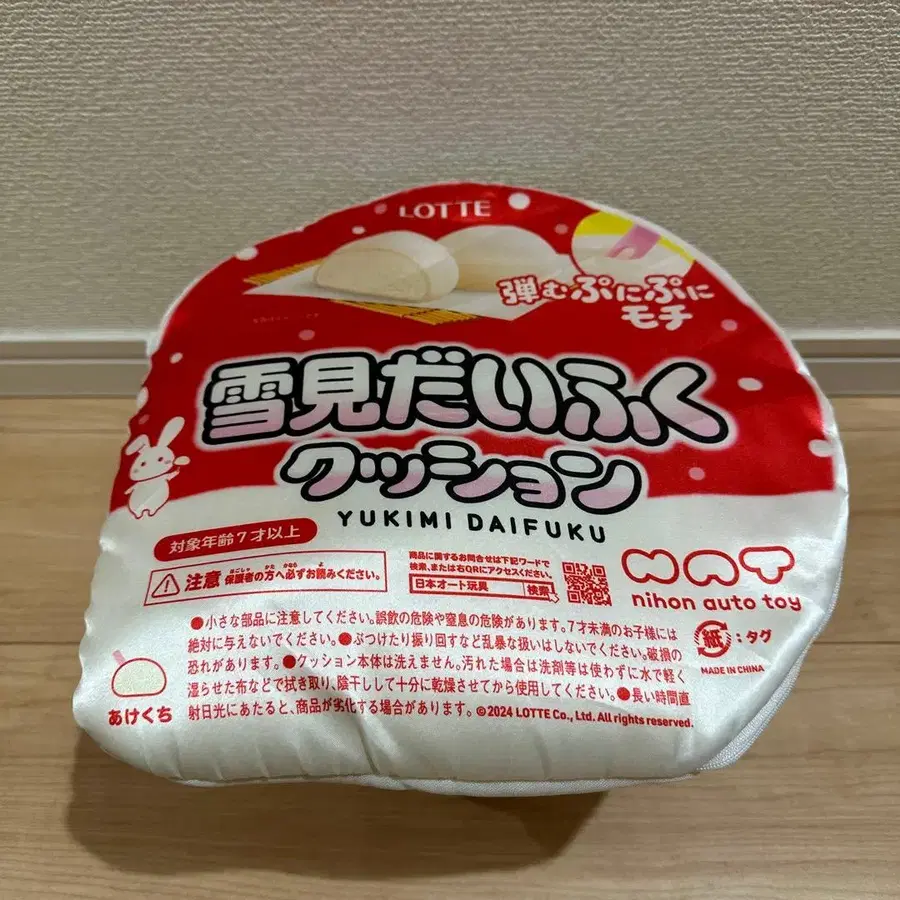 LOTTE
弾むぷにぷに
モチ
雪見だいふく
クッション
YUKIMI DAIFUKU
対象年齢7才以上
注意 保護者の方へ必ずお読みください。
商品に関するお問合せは下記ワードで
検索、または右QRにアクセスください。
日本オート玩具 検索
NAT
nihon auto toy
紙:タグ
MADE IN CHINA
●小さな部品に注意してください。誤飲の危険や窒息の危険があります。7才未満のお子様には
絶対に与えないでください。●ぶつけたり振り回すなど乱暴な扱いはしないでください。破損の
恐れがあります。●クッション本体は洗えません。汚れた場合は洗剤等は使わずに水で軽く
湿らせた布などで拭き取り、陰干しして十分に乾燥させてから使用してください。●長い時間直
射日光にあたると、商品が劣化する場合があります。©2024 LOTTE Co., Ltd. All rights reserved.
あけくち